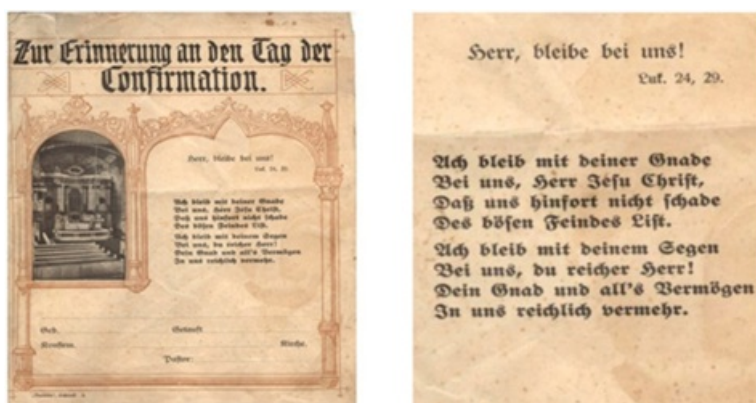 Zur Erinnerung an den Tag der
Confirmation.
Herr, bleibe bei uns!
Luk. 24, 29.
Ach bleib mit deiner Gnade
Bei uns, Herr Jesu Christ,
Daß uns hinfort nicht schade
Des bösen Feindes List.
Ach bleib mit deinem Segen
Bei uns, du reicher Herr!
Dein Gnad und all's Vermögen
In uns reichlich vermehr.
Geb. Getauft
Konfirm. Kirche.
Pastor:
Herr, bleibe bei uns!
Luk. 24, 29.
Ach bleib mit deiner Gnade
Bei uns, Herr Jesu Christ,
Daß uns hinfort nicht schade
Des bösen Feindes List.
Ach bleib mit deinem Segen
Bei uns, du reicher Herr!
Dein Gnad und all's Vermögen
In uns reichlich vermehr.